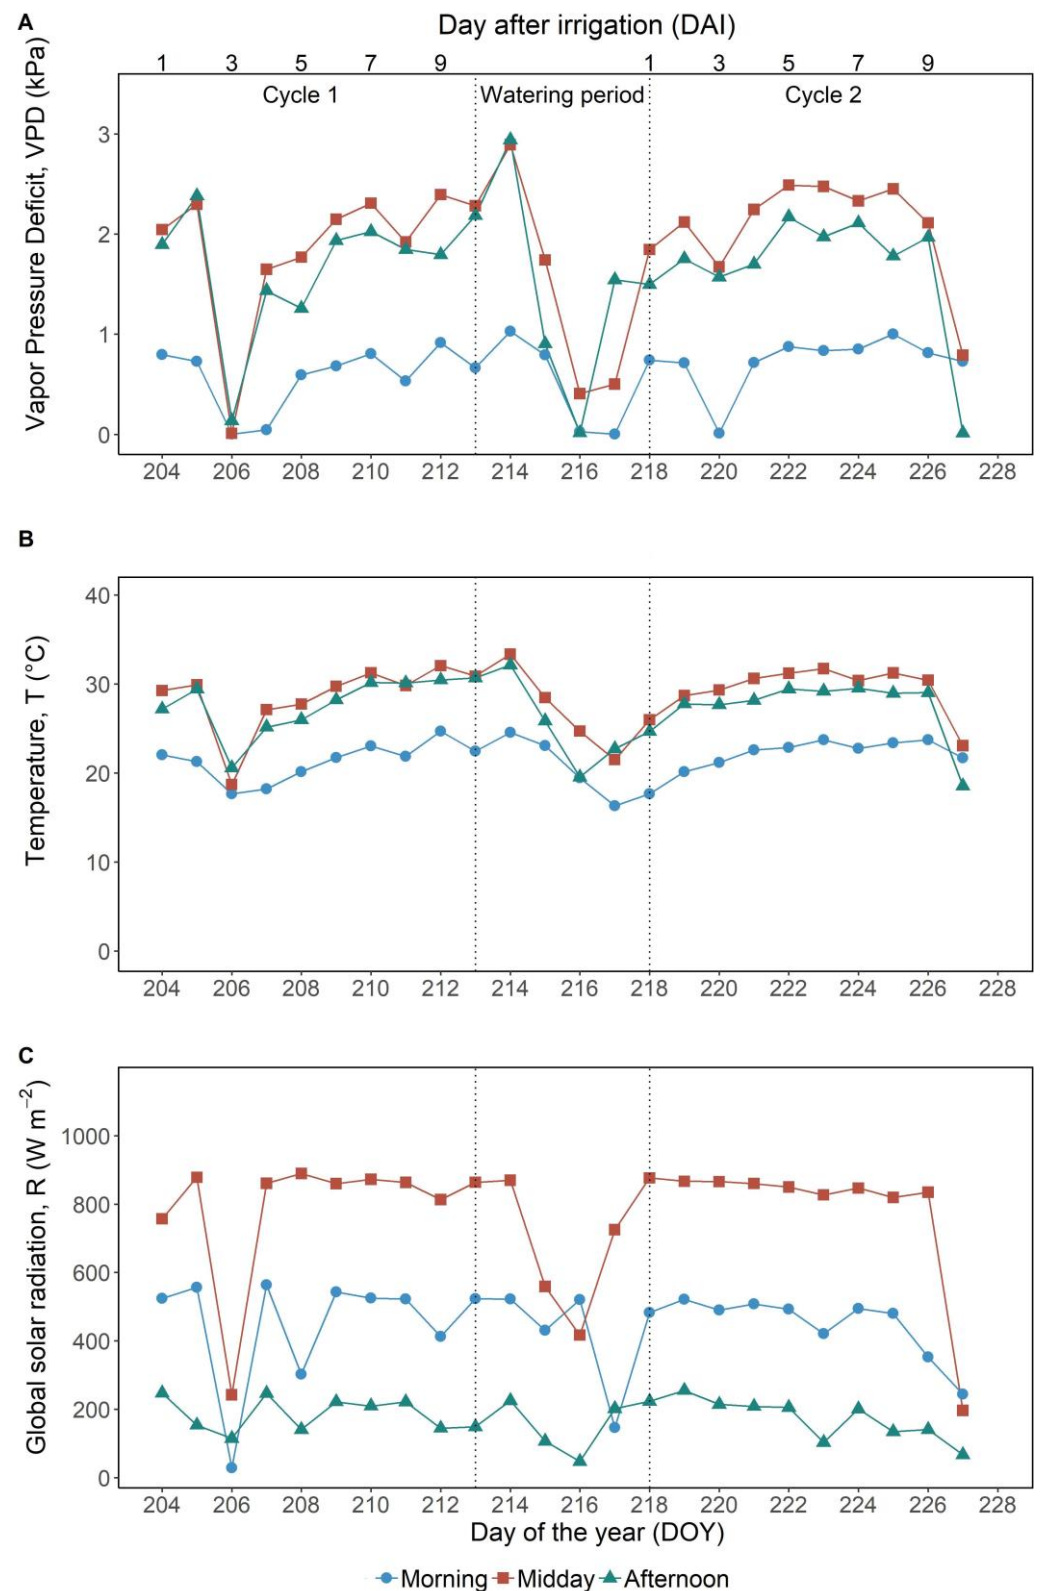 A
Day after irrigation (DAI)
1 3 5 7 9 1 3 5 7 9
Cycle 1 Watering period Cycle 2
Vapor Pressure Deficit, VPD (kPa)
3
2
1
0
204 206 208 210 212 214 216 218 220 222 224 226 228
B
Temperature, T (°C)
40
30
20
10
0
204 206 208 210 212 214 216 218 220 222 224 226 228
C
Global solar radiation, R (W m⁻²)
1000
800
600
400
200
0
204 206 208 210 212 214 216 218 220 222 224 226 228
Day of the year (DOY)
Morning Midday Afternoon